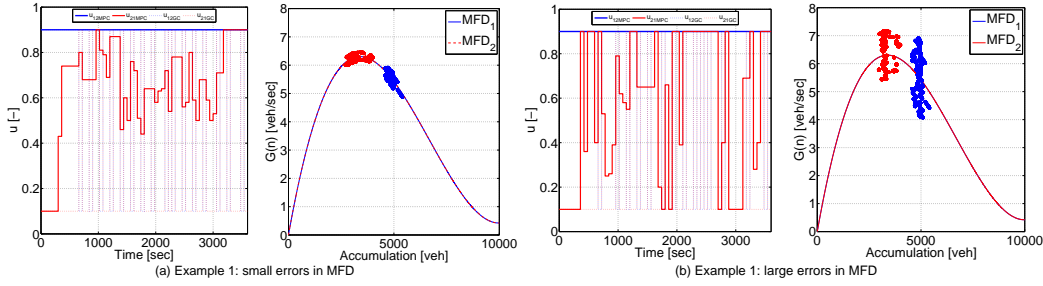 u12MPC u21MPC u12GC u21GC
1
0.8
0.6
0.4
0.2
0
u [–]
0 1000 2000 3000
Time [sec]
8
7
6
5
4
3
2
1
0
G(n) [veh/sec]
MFD1
MFD2
0 5000 10000
Accumulation [veh]
(a) Example 1: small errors in MFD
u12MPC u21MPC u12GC u21GC
1
0.8
0.6
0.4
0.2
0
u [–]
0 1000 2000 3000
Time [sec]
8
7
6
5
4
3
2
1
0
G(n) [veh/sec]
MFD1
MFD2
0 5000 10000
Accumulation [veh]
(b) Example 1: large errors in MFD